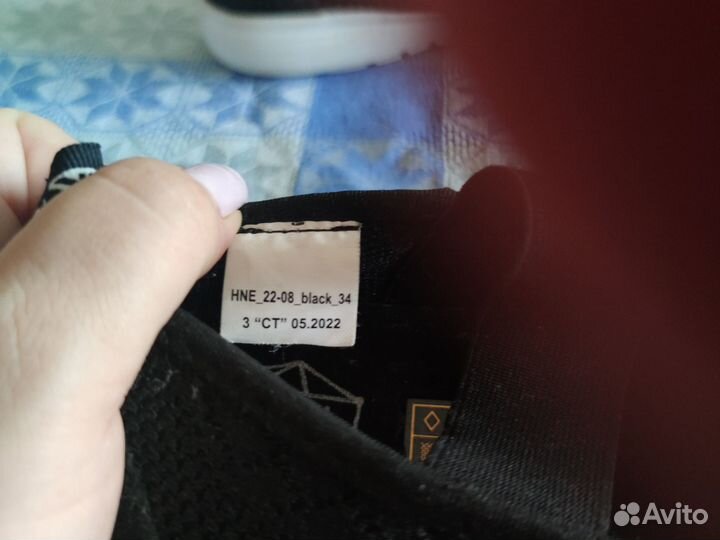 HNE_22-08_black_34
3 “CT” 05.2022
Avito